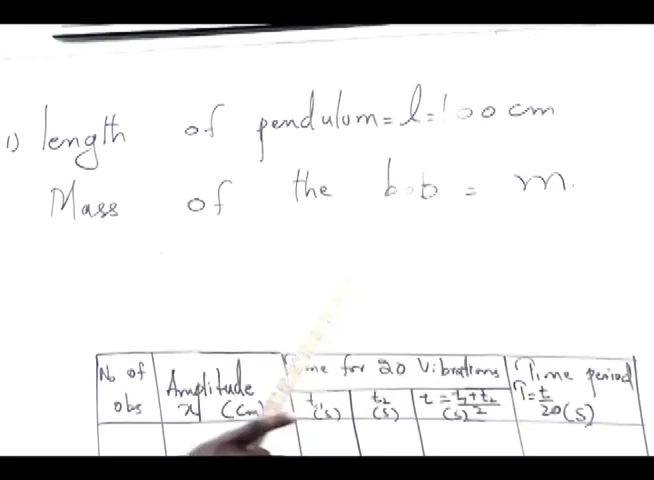 1) length of pendulum = l = 100 cm
Mass of the bob = m.
No of obs
Amplitude x (cm)
for 20 Vibrations
t₁ (s)
t₂ (s)
t = t₁+t₂/2 (s)
Time period T = t/20 (s)